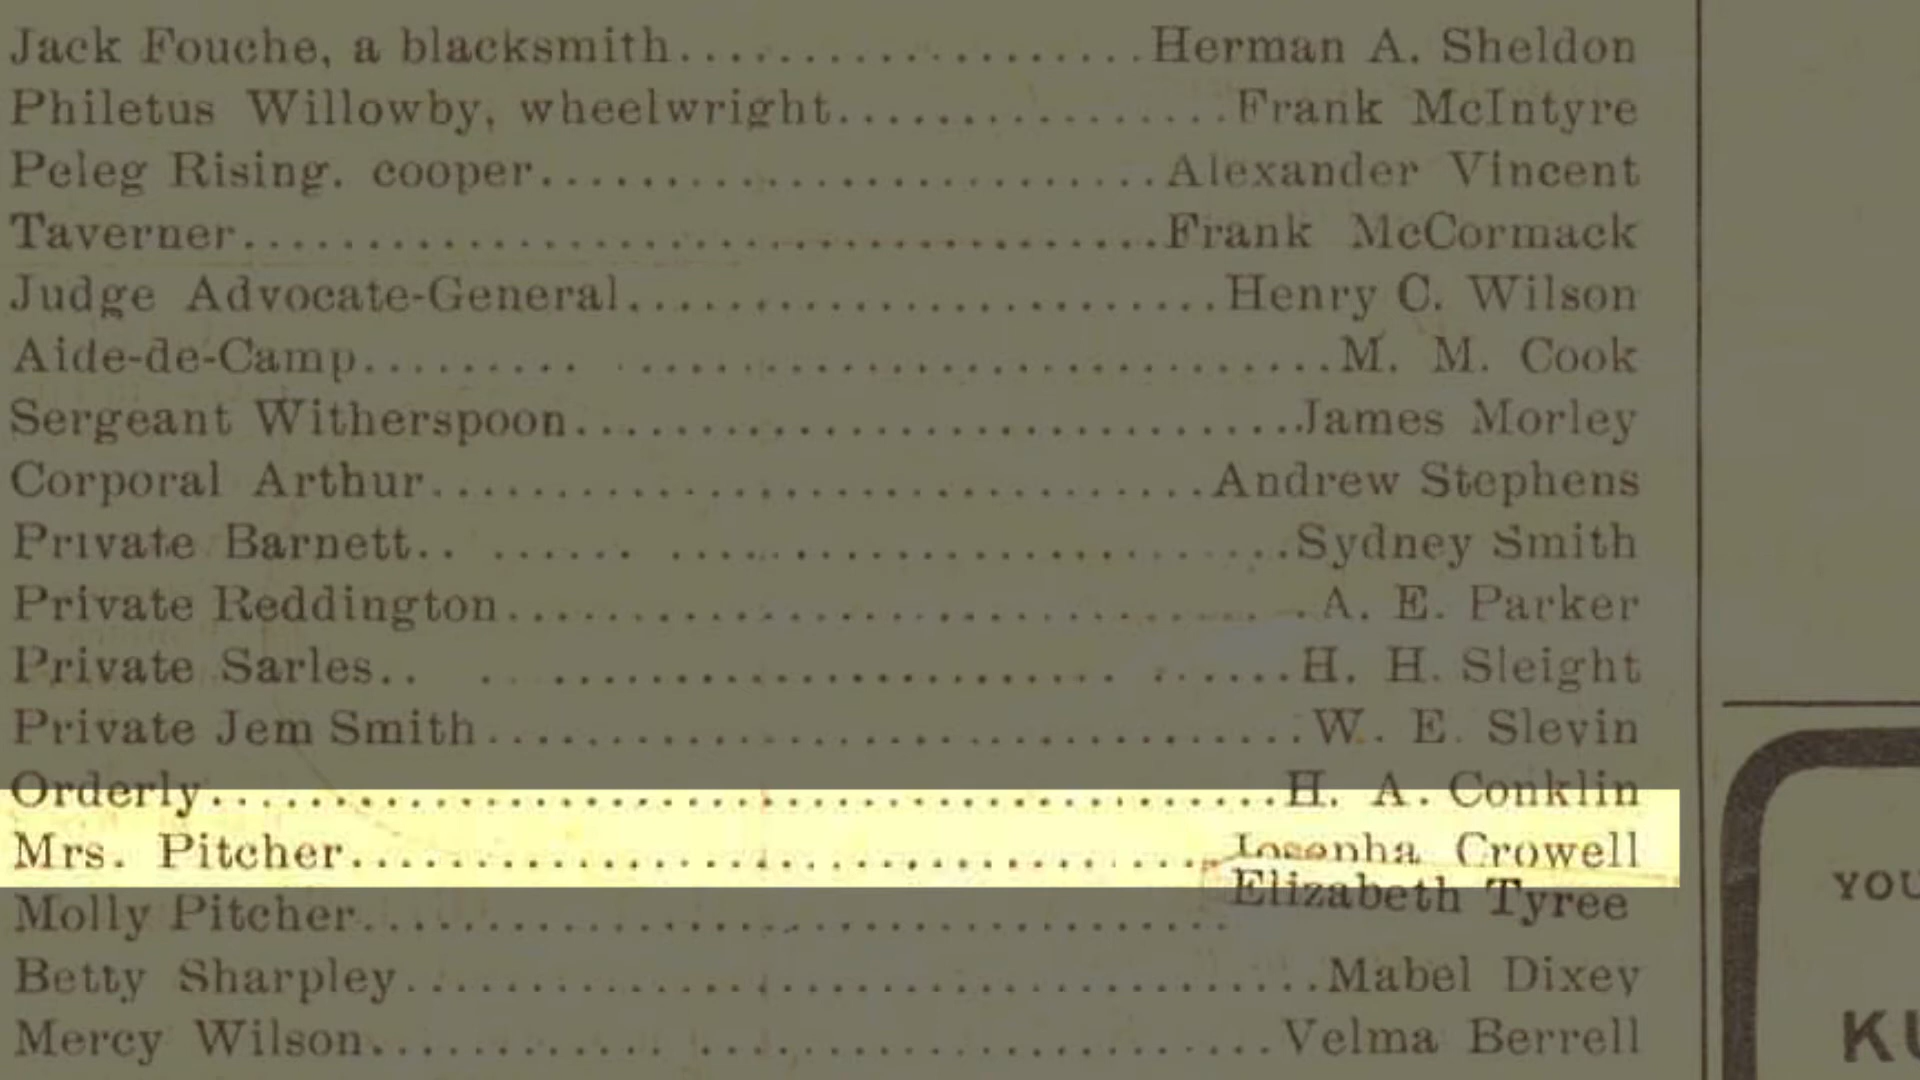 Jack Fouche, a blacksmith....................Herman A. Sheldon
Philetus Willowby, wheelwright................Frank McIntyre
Peleg Rising. cooper..........................Alexander Vincent
Taverner......................................Frank McCormack
Judge Advocate-General........................Henry C. Wilson
Aide-de-Camp..................................M. M. Cook
Sergeant Witherspoon..........................James Morley
Corporal Arthur...............................Andrew Stephens
Private Barnett...............................Sydney Smith
Private Reddington............................A. E. Parker
Private Sarles................................H. H. Sleight
Private Jem Smith.............................W. E. Slevin
Orderly.......................................H. A. Conklin
Mrs. Pitcher..................................Josepha Crowell
Molly Pitcher.................................Elizabeth Tyree
Betty Sharpley................................Mabel Dixey
Mercy Wilson..................................Velma Berrell
YOU
KU